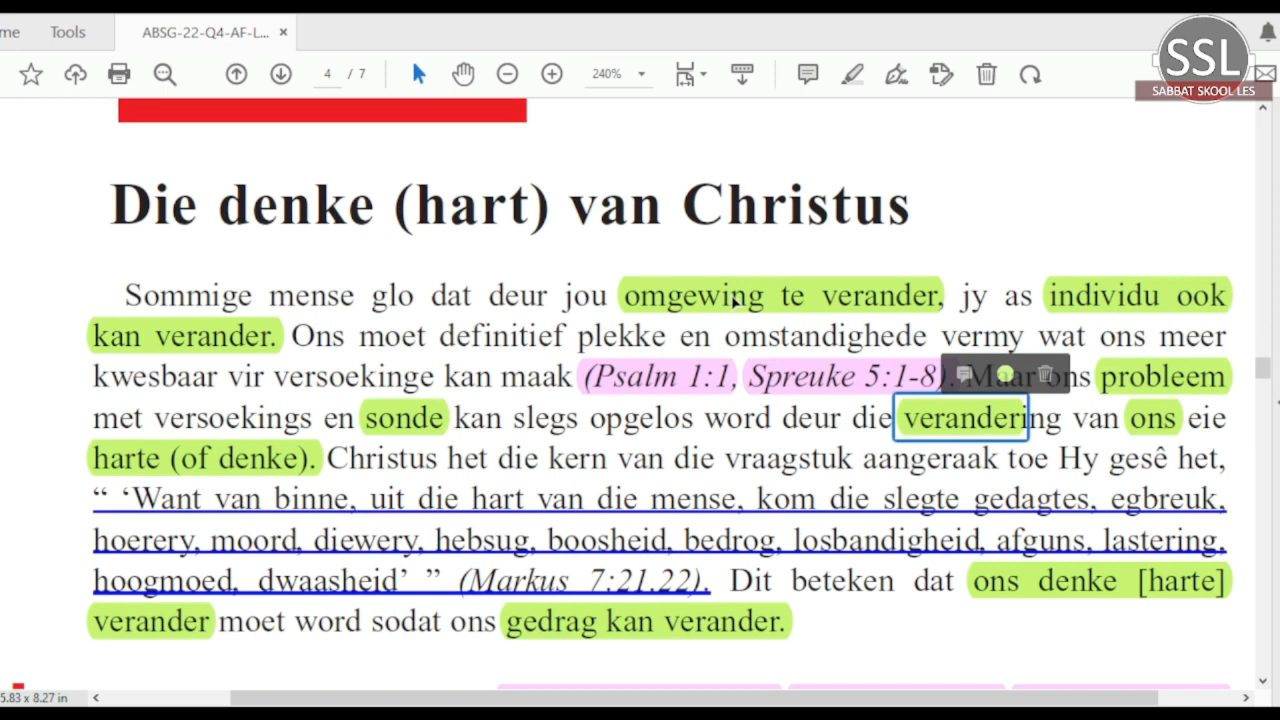 me Tools ABSG-22-Q4-AF-L... ×
SSL
SABBAT SKOOL LES
4 / 7 240%
Die denke (hart) van Christus
Sommige mense glo dat deur jou omgewing te verander, jy as individu ook
kan verander. Ons moet definitief plekke en omstandighede vermy wat ons meer
kwesbaar vir versoekinge kan maak (Psalm 1:1, Spreuke 5:1-8). Maar ons probleem
met versoekings en sonde kan slegs opgelos word deur die verandering van ons eie
harte (of denke). Christus het die kern van die vraagstuk aangeraak toe Hy gesê het,
“ ‘Want van binne, uit die hart van die mense, kom die slegte gedagtes, egbreuk,
hoerery, moord, diewery, hebsug, boosheid, bedrog, losbandigheid, afguns, lastering,
hoogmoed, dwaasheid’ ” (Markus 7:21.22). Dit beteken dat ons denke [harte]
verander moet word sodat ons gedrag kan verander.
5.83 x 8.27 in